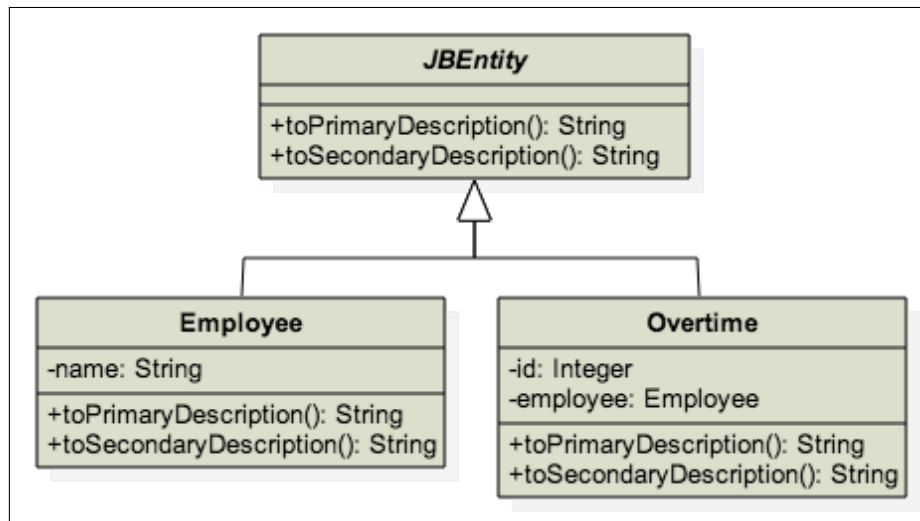 JBEntity
+toPrimaryDescription(): String
+toSecondaryDescription(): String
Employee
-name: String
+toPrimaryDescription(): String
+toSecondaryDescription(): String
Overtime
-id: Integer
-employee: Employee
+toPrimaryDescription(): String
+toSecondaryDescription(): String